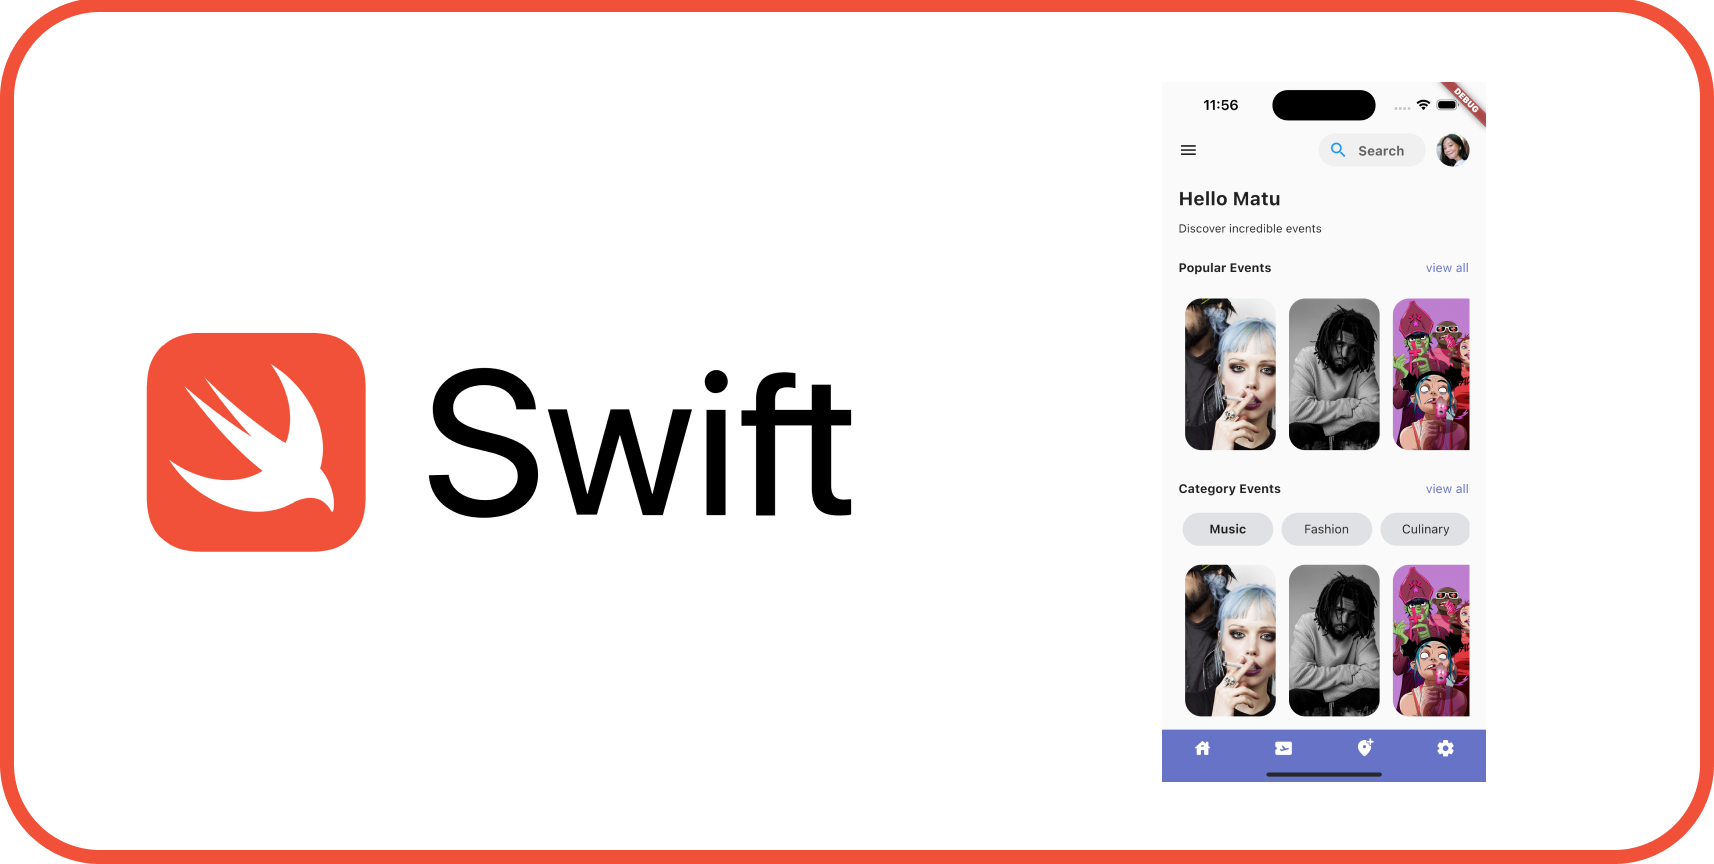 Swift
11:56
DEBUG
Search
Hello Matu
Discover incredible events
Popular Events
view all
Category Events
view all
Music
Fashion
Culinary